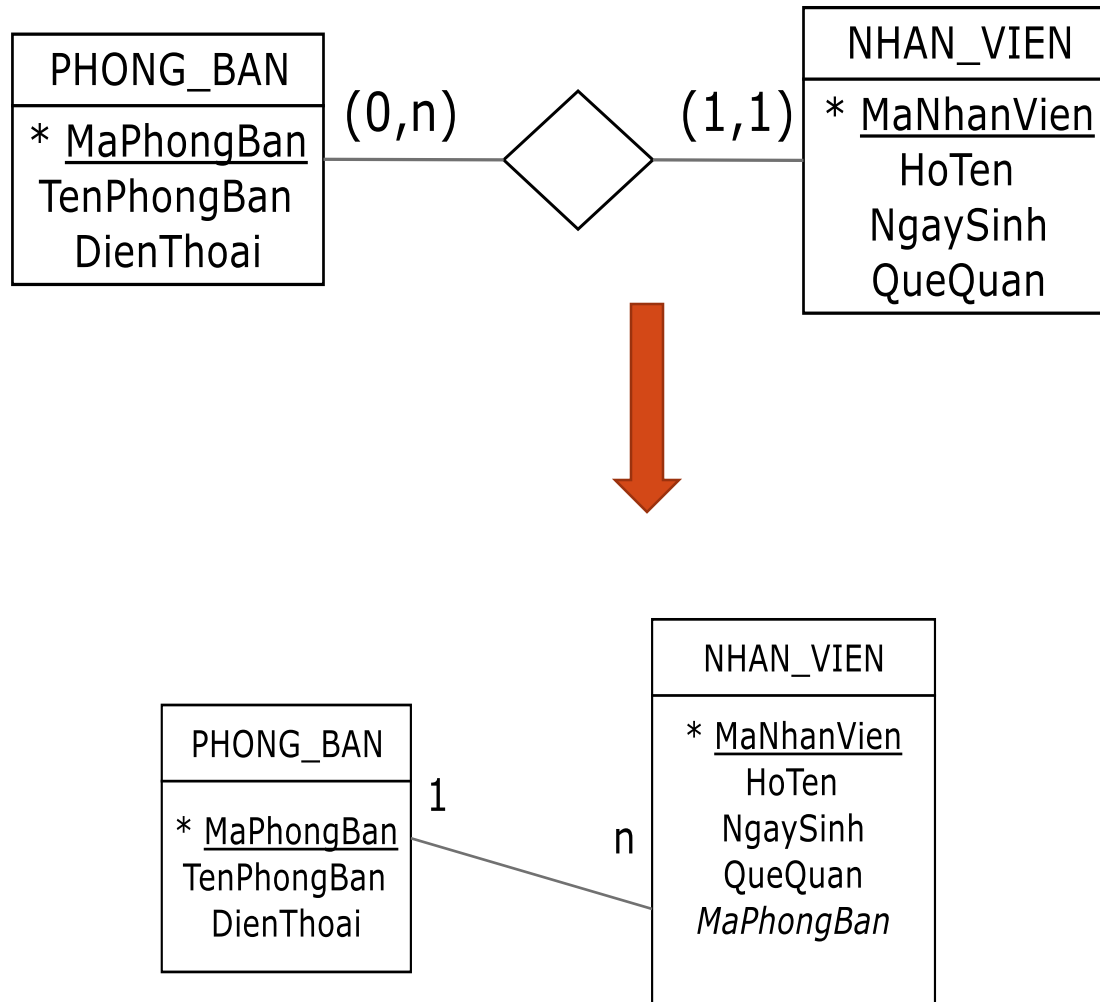 PHONG_BAN
* MaPhongBan
TenPhongBan
DienThoai
(0,n)
(1,1)
NHAN_VIEN
* MaNhanVien
HoTen
NgaySinh
QueQuan
PHONG_BAN
* MaPhongBan
TenPhongBan
DienThoai
1
n
NHAN_VIEN
* MaNhanVien
HoTen
NgaySinh
QueQuan
MaPhongBan